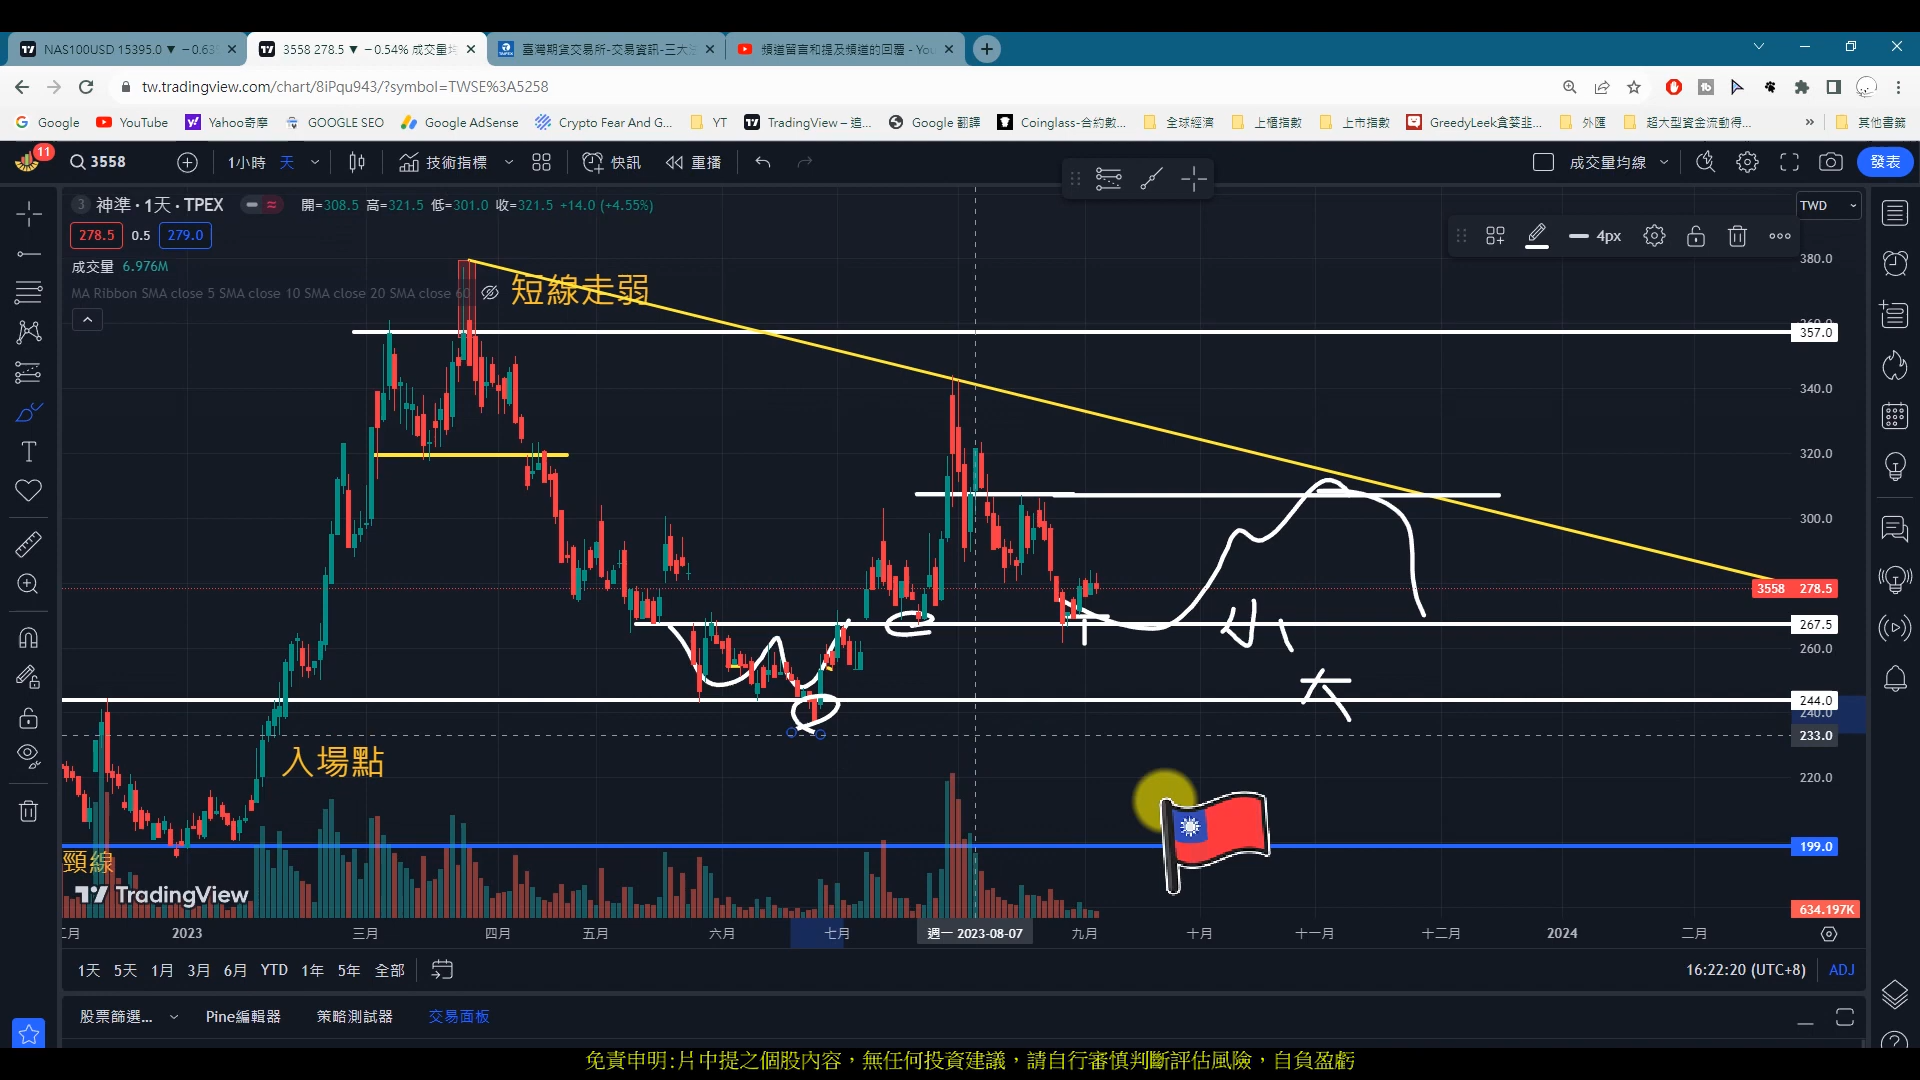 NAS100USD 15395.0 ▼ −0.63
3558 278.5 ▼ −0.54% 成交量均
臺灣期貨交易所-交易資訊-三大
頻道留言和提及頻道的回覆 - You
tw.tradingview.com/chart/8iPqu943/?symbol=TWSE%3A5258
Google YouTube Yahoo奇摩 GOOGLE SEO Google AdSense Crypto Fear And G... YT TradingView – 追... Google 翻譯 Coinglass-合約數... 全球經濟 上櫃指數 上市指數 GreedyLeek貪婪韭... 外匯 超大型資金流動得... » 其他書籤
11
3558 1小時 天 技術指標 快訊 重播 成交量均線 發表
3 神準 · 1天 · TPEX 開=308.5 高=321.5 低=301.0 收=321.5 +14.0 (+4.55%)
TWD
278.5 0.5 279.0
4px
成交量 6.976M
MA Ribbon SMA close 5 SMA close 10 SMA close 20 SMA close 60
短線走弱
380.0
360.0
357.0
340.0
320.0
300.0
3558 278.5
267.5
260.0
244.0
240.0
233.0
入場點
220.0
199.0
頸線
TradingView
634.197K
二月 2023 三月 四月 五月 六月 七月 週一 2023-08-07 九月 十月 十一月 十二月 2024 二月
1天 5天 1月 3月 6月 YTD 1年 5年 全部
16:22:20 (UTC+8) ADJ
股票篩選... Pine編輯器 策略測試器 交易面板
免責申明:片中提之個股內容，無任何投資建議，請自行審慎判斷評估風險，自負盈虧